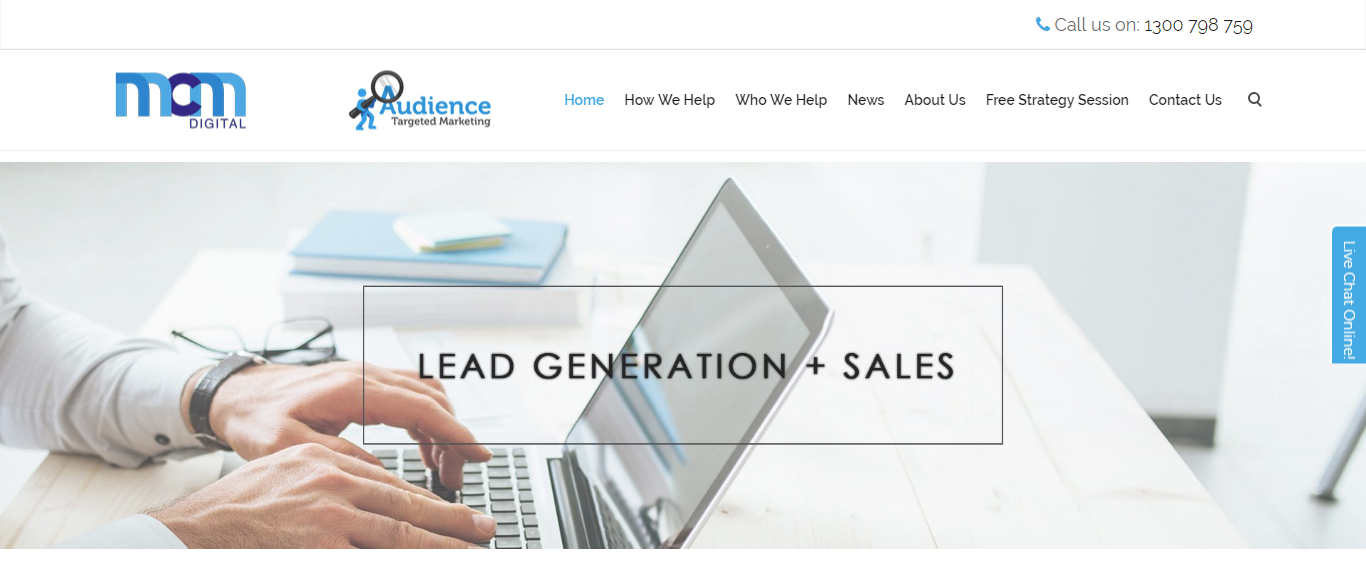 Call us on: 1300 798 759
mcm
DIGITAL
Audience
Targeted Marketing
Home How We Help Who We Help News About Us Free Strategy Session Contact Us
Live Chat Online!
LEAD GENERATION + SALES